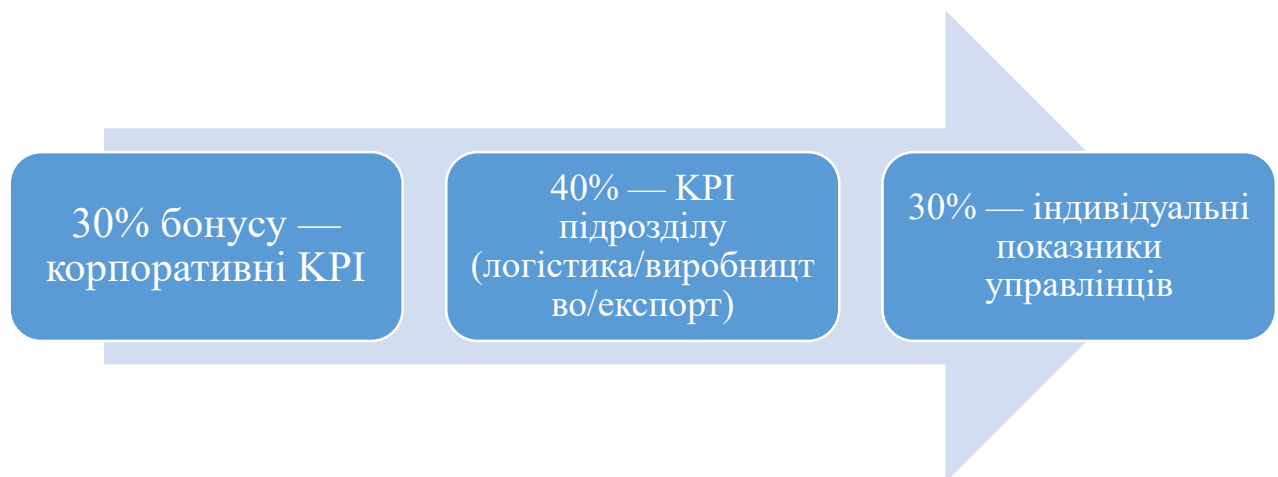 30% бонусу —
корпоративні KPI
40% — KPI
підрозділу
(логістика/виробницт
во/експорт)
30% — індивідуальні
показники
управлінців